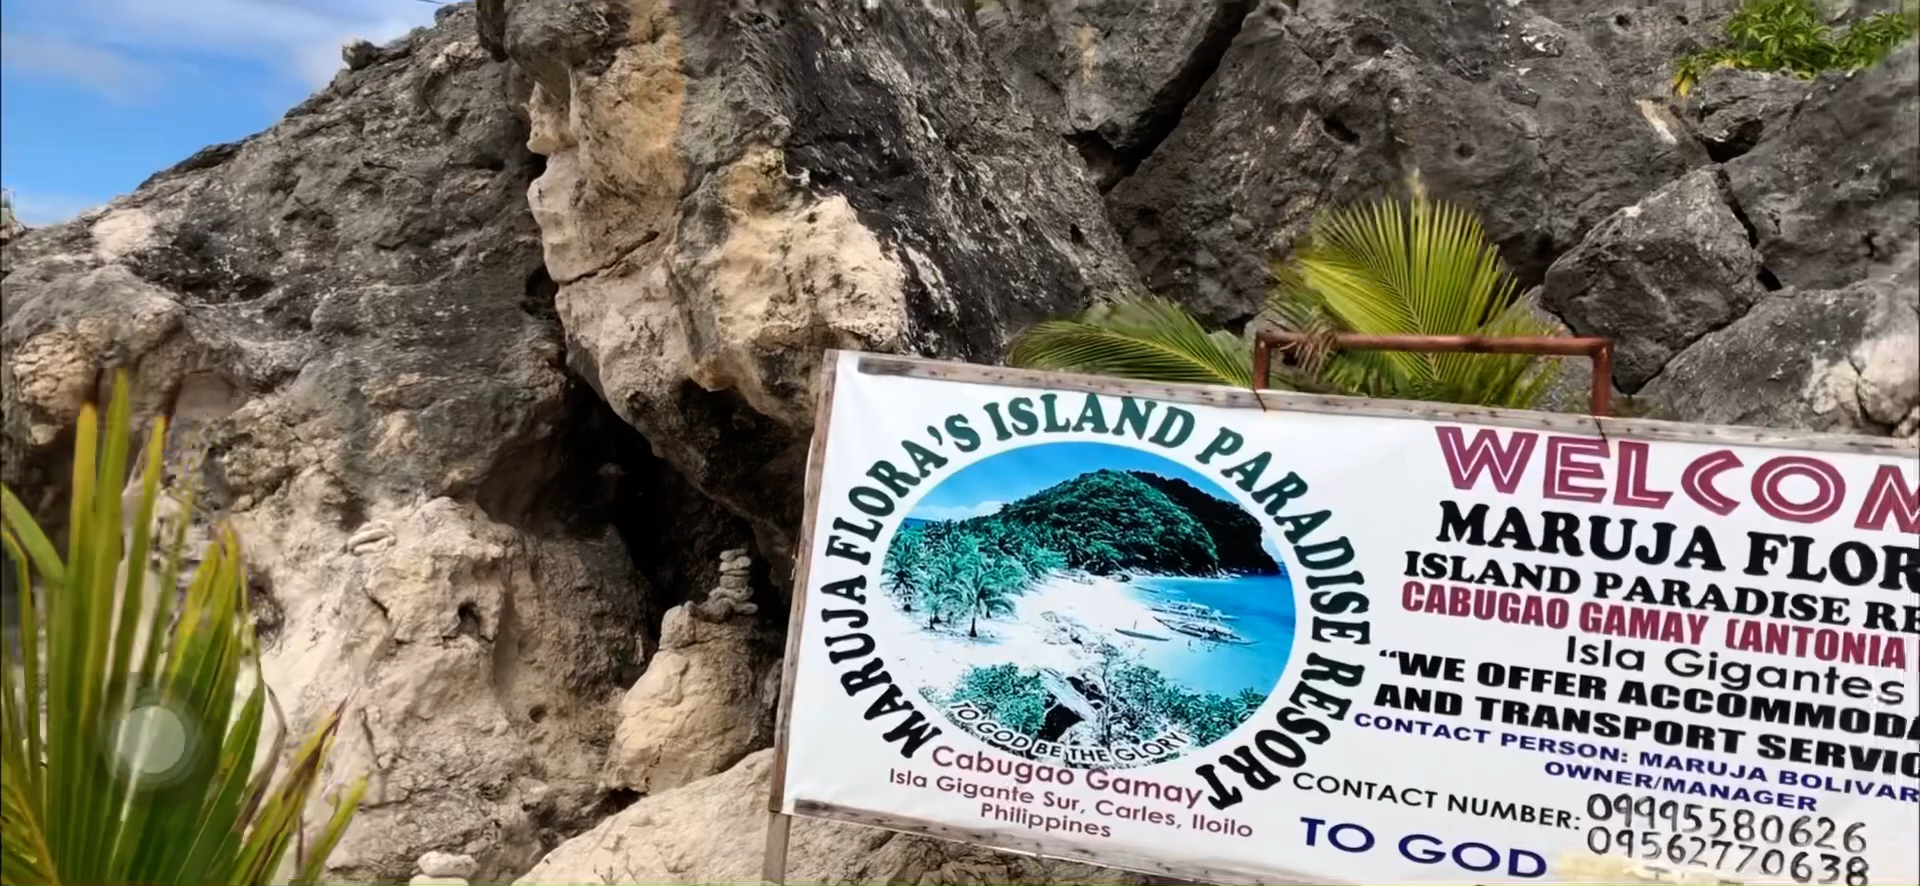 MARUJA FLORA'S ISLAND PARADISE RESORT
TO GOD BE THE GLORY
Cabugao Gamay
Isla Gigante Sur, Carles, Iloilo
Philippines
WELCOM
MARUJA FLOR
ISLAND PARADISE RE
CABUGAO GAMAY (ANTONIA
Isla Gigantes
"WE OFFER ACCOMMODA
AND TRANSPORT SERVIC
CONTACT PERSON: MARUJA BOLIVAR
OWNER/MANAGER
CONTACT NUMBER: 09995580626
09562770638
TO GOD